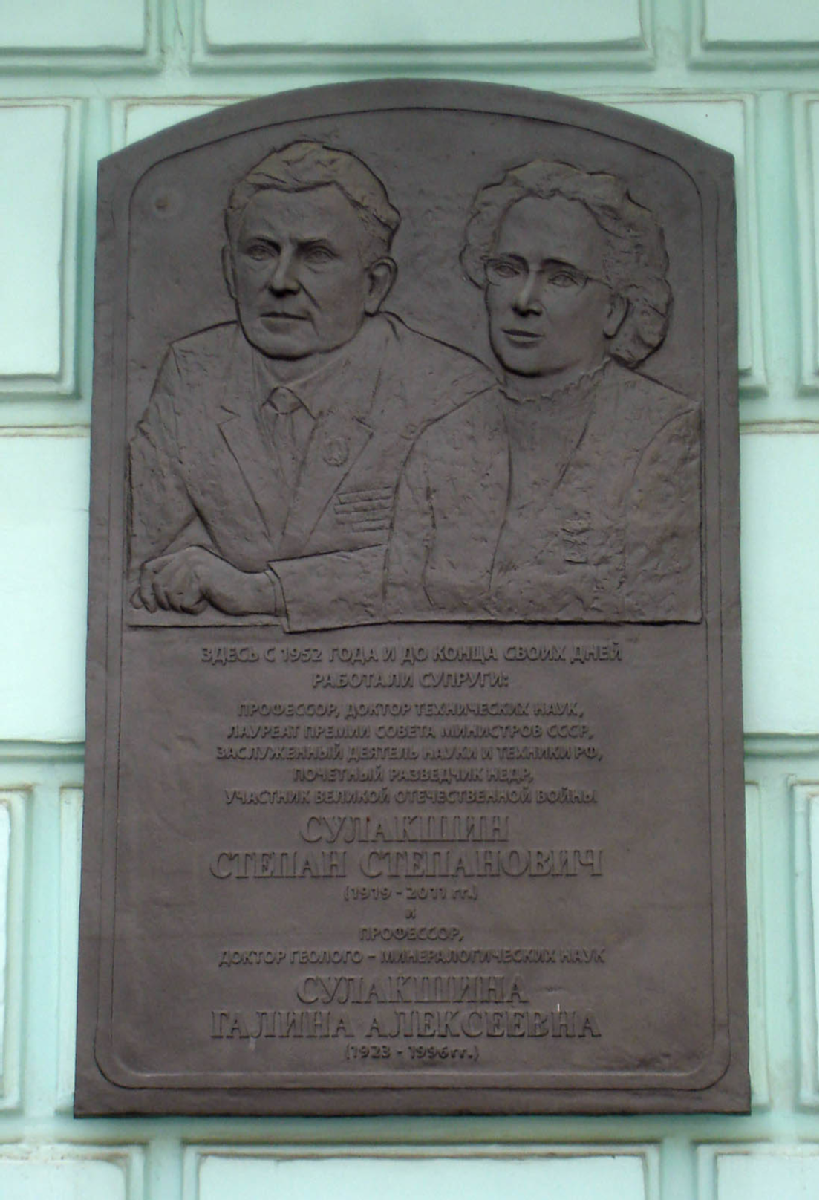 ЗДЕСЬ С 1952 ГОДА И ДО КОНЦА СВОИХ ДНЕЙ
РАБОТАЛИ СУПРУГИ:
ПРОФЕССОР, ДОКТОР ТЕХНИЧЕСКИХ НАУК,
ЛАУРЕАТ ПРЕМИИ СОВЕТА МИНИСТРОВ СССР,
ЗАСЛУЖЕННЫЙ ДЕЯТЕЛЬ НАУКИ И ТЕХНИКИ РФ,
ПОЧЕТНЫЙ РАЗВЕДЧИК НЕДР,
УЧАСТНИК ВЕЛИКОЙ ОТЕЧЕСТВЕННОЙ ВОЙНЫ
СУЛАКШИН
СТЕПАН СТЕПАНОВИЧ
(1919 - 2011 гг.)
и
ПРОФЕССОР,
ДОКТОР ГЕОЛОГО - МИНЕРАЛОГИЧЕСКИХ НАУК
СУЛАКШИНА
ГАЛИНА АЛЕКСЕЕВНА
(1923 - 1996гг.)